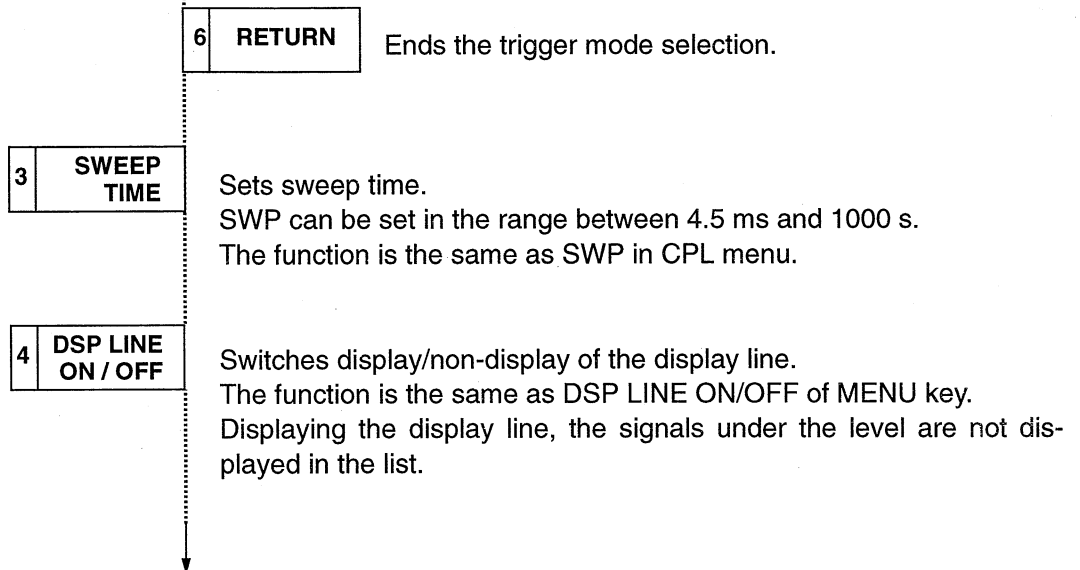 6 RETURN Ends the trigger mode selection.
3 SWEEP
TIME
Sets sweep time.
SWP can be set in the range between 4.5 ms and 1000 s.
The function is the same as SWP in CPL menu.
4 DSP LINE
ON / OFF
Switches display/non-display of the display line.
The function is the same as DSP LINE ON/OFF of MENU key.
Displaying the display line, the signals under the level are not dis-
played in the list.